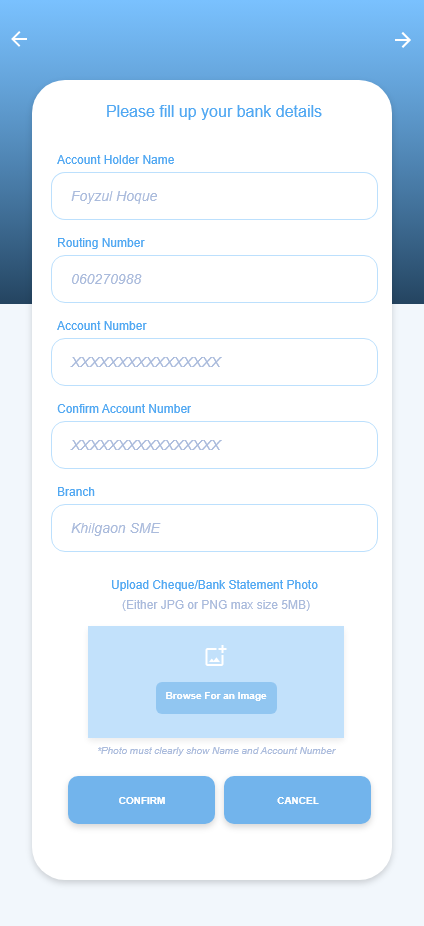 Please fill up your bank details
Account Holder Name
Foyzul Hoque
Routing Number
060270988
Account Number
XXXXXXXXXXXXXXXX
Confirm Account Number
XXXXXXXXXXXXXXXX
Branch
Khilgaon SME
Upload Cheque/Bank Statement Photo
(Either JPG or PNG max size 5MB)
Browse For an Image
*Photo must clearly show Name and Account Number
CONFIRM
CANCEL